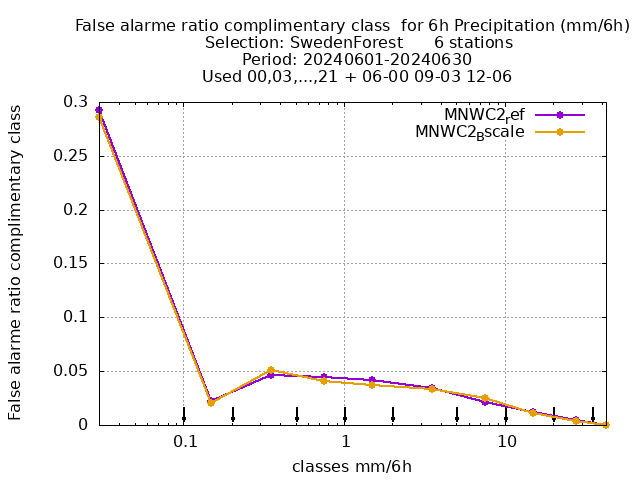 False alarme ratio complimentary class  for 6h Precipitation (mm/6h)
Selection: SwedenForest      6 stations
Period: 20240601-20240630
Used 00,03,...,21 + 06-00 09-03 12-06
MNWC2_ref
MNWC2_Bscale
False alarme ratio complimentary class
0.3
0.25
0.2
0.15
0.1
0.05
0
0.1 1 10
classes mm/6h